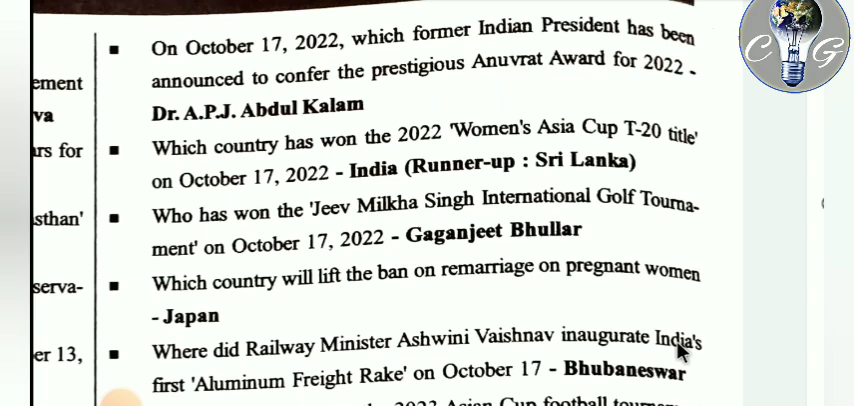 ement
va
rs for
sthan'
serva-
er 13,
■ On October 17, 2022, which former Indian President has been
announced to confer the prestigious Anuvrat Award for 2022 -
Dr. A.P.J. Abdul Kalam
■ Which country has won the 2022 'Women's Asia Cup T-20 title'
on October 17, 2022 - India (Runner-up : Sri Lanka)
■ Who has won the 'Jeev Milkha Singh International Golf Tourna-
ment' on October 17, 2022 - Gaganjeet Bhullar
■ Which country will lift the ban on remarriage on pregnant women
- Japan
■ Where did Railway Minister Ashwini Vaishnav inaugurate India's
first 'Aluminum Freight Rake' on October 17 - Bhubaneswar
2023 Asian Cup football
C G